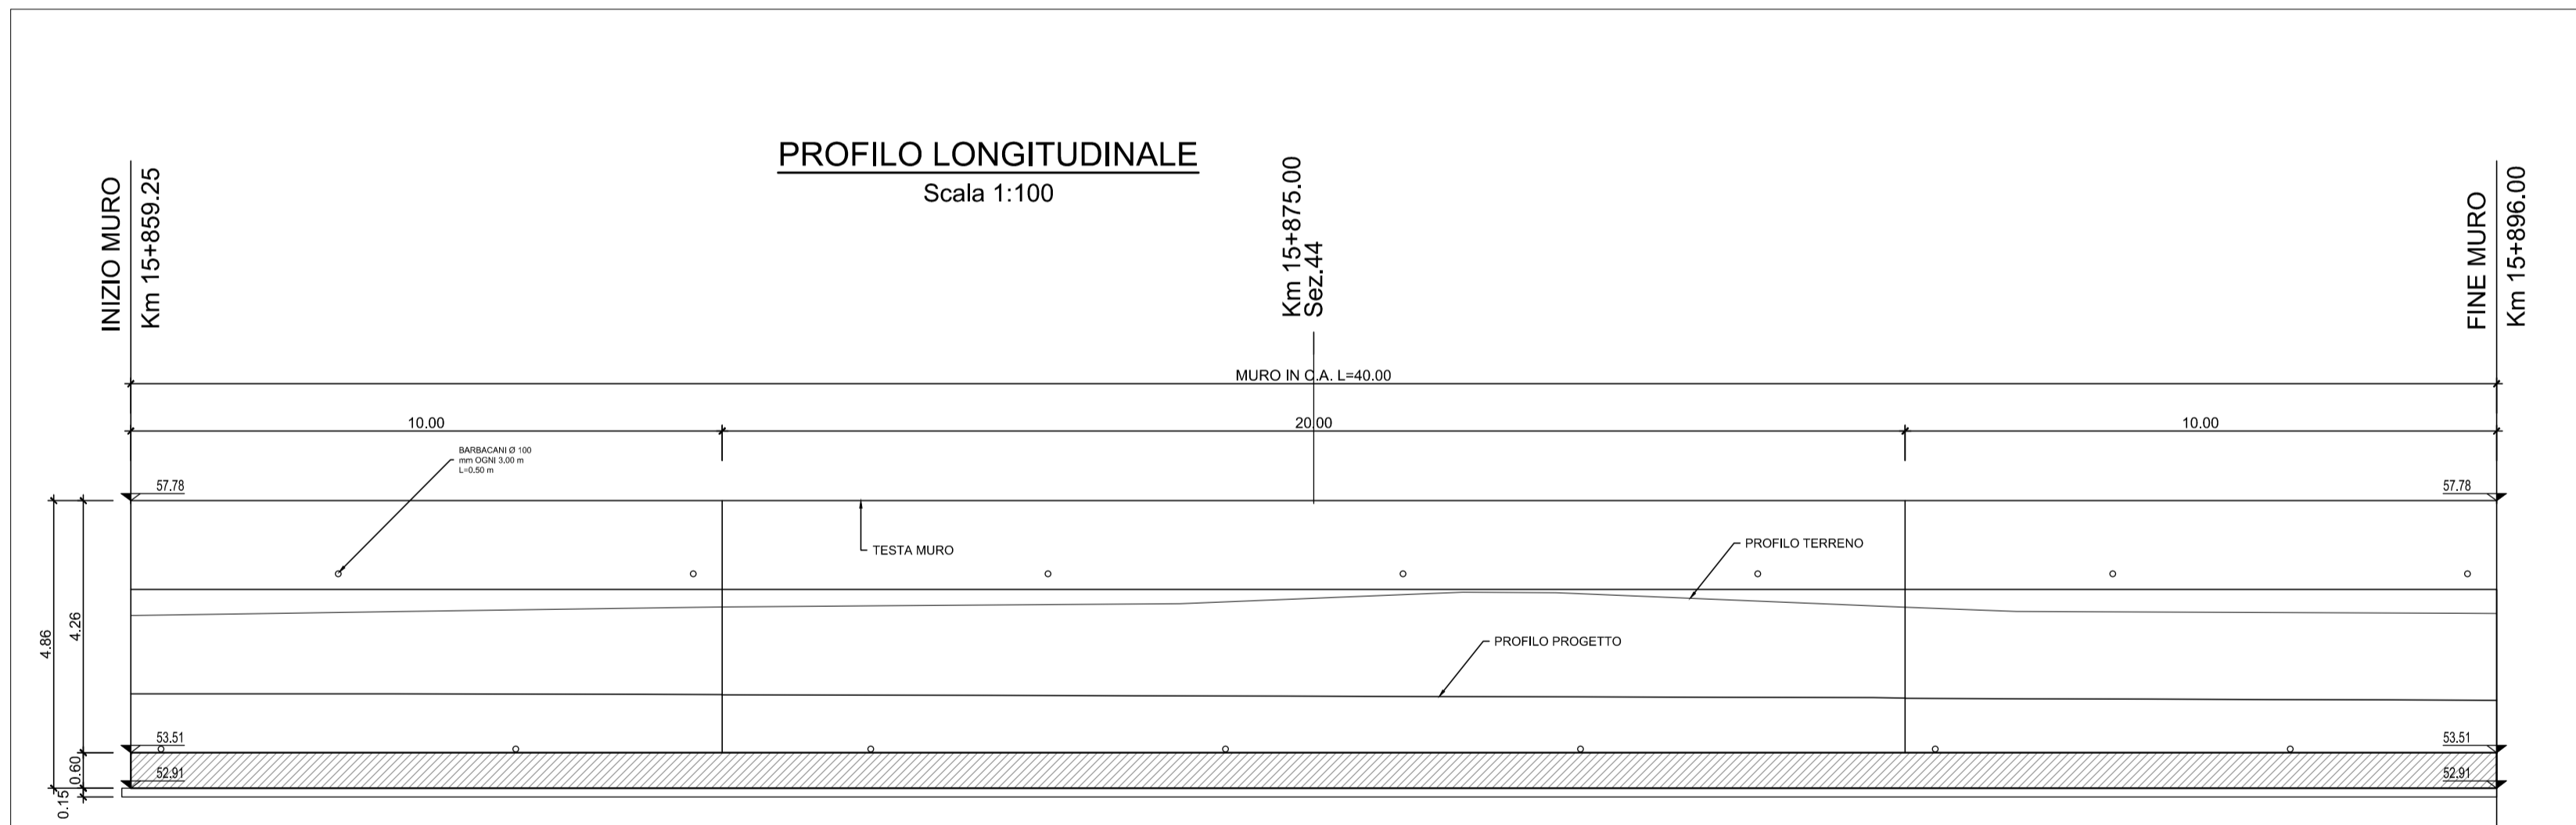 PROFILO LONGITUDINALE
Scala 1:100
INIZIO MURO
Km 15+859.25
Km 15+875.00
Sez.44
FINE MURO
Km 15+896.00
MURO IN C.A. L=40.00
10.00
20.00
10.00
BARBACANI Ø 100
mm OGNI 3,00 m
L=0.50 m
57.78
57.78
TESTA MURO
PROFILO TERRENO
4.86
4.26
PROFILO PROGETTO
53.51
53.51
0.60
52.91
52.91
0.15